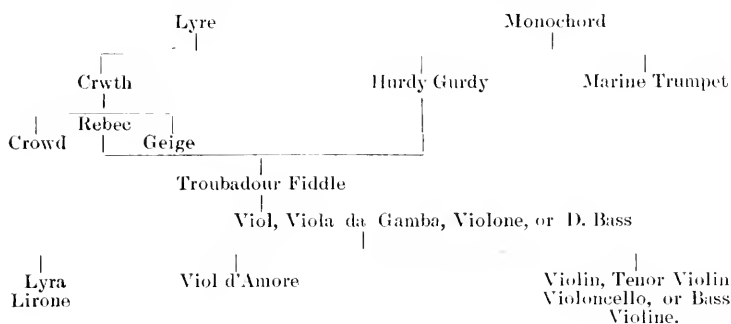 Lyre Monochord
Crwth Hurdy Gurdy Marine Trumpet
Rebec
Crowd Geige
Troubadour Fiddle
Viol, Viola da Gamba, Violone, or D. Bass
Lyra Viol d'Amore Violin, Tenor Violin
Lirone Violoncello, or Bass
Violine.